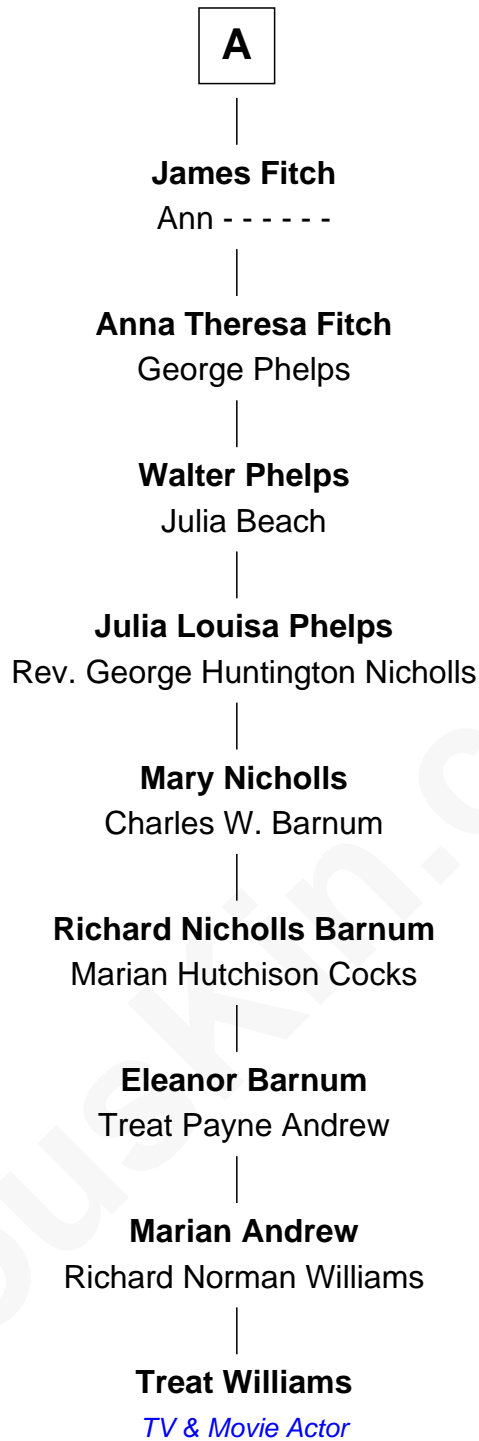 A
James Fitch
Ann - - - - - -
Anna Theresa Fitch
George Phelps
Walter Phelps
Julia Beach
Julia Louisa Phelps
Rev. George Huntington Nicholls
Mary Nicholls
Charles W. Barnum
Richard Nicholls Barnum
Marian Hutchison Cocks
Eleanor Barnum
Treat Payne Andrew
Marian Andrew
Richard Norman Williams
Treat Williams
TV & Movie Actor